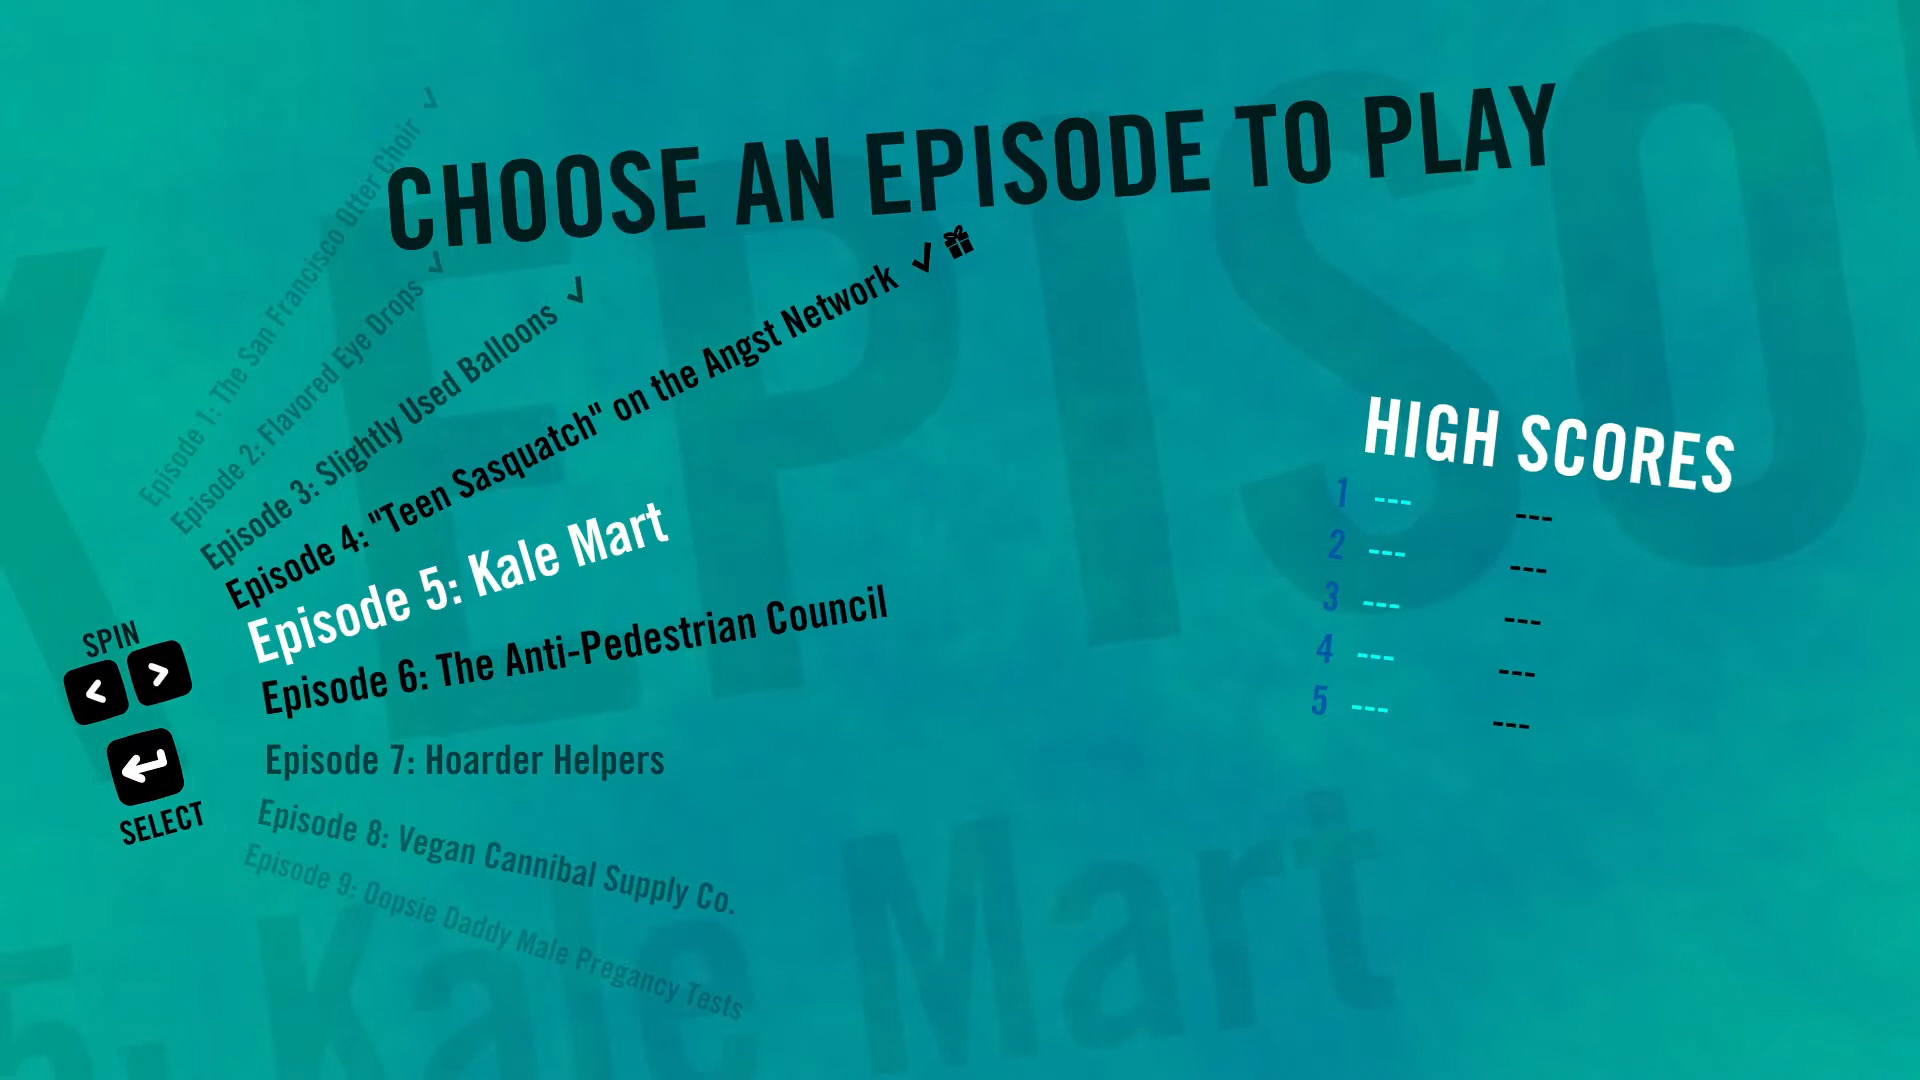 CHOOSE AN EPISODE TO PLAY
Episode 1: The San Francisco Otter Choir ✓
Episode 2: Flavored Eye Drops ✓
Episode 3: Slightly Used Balloons ✓
Episode 4: "Teen Sasquatch" on the Angst Network ✓
Episode 5: Kale Mart
Episode 6: The Anti-Pedestrian Council
Episode 7: Hoarder Helpers
Episode 8: Vegan Cannibal Supply Co.
Episode 9: Oopsie Daddy Male Pregancy Tests
SPIN
< >
SELECT
HIGH SCORES
1 --- ---
2 --- ---
3 --- ---
4 --- ---
5 --- ---
K EPISO
5: Kale Mart